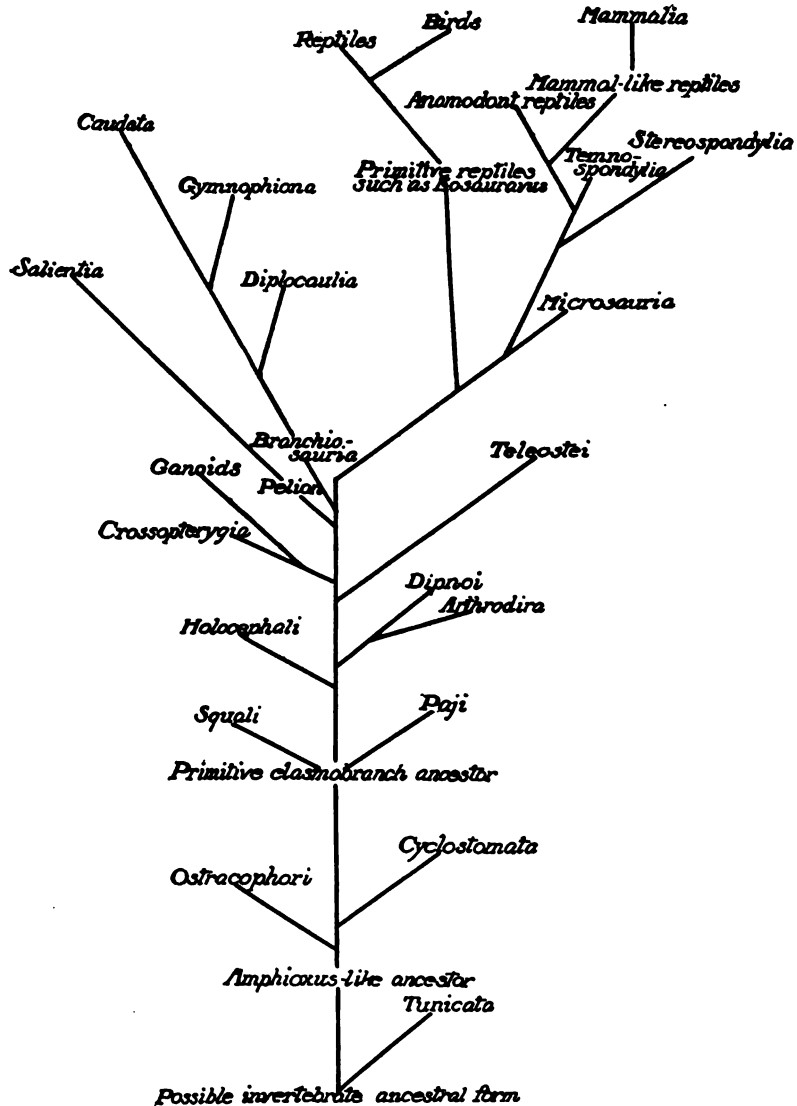 Mammalia
Birds
Reptiles
Mammal-like reptiles
Anamodont reptiles
Caudata
Stereospondylia
Temno-
spondylia
Primitive reptiles
such as Eosauravus
Gymnophiona
Salientia
Diplocaulia
Microsauria
Branchio-
sauria
Teleostei
Ganoids
Pelion
Crossopterygia
Dipnoi
Arthrodira
Holocephali
Squali
Paji
Primitive elasmobranch ancestor
Cyclostomata
Ostracophori
Amphioxus-like ancestor
Tunicata
Possible invertebrate ancestral form